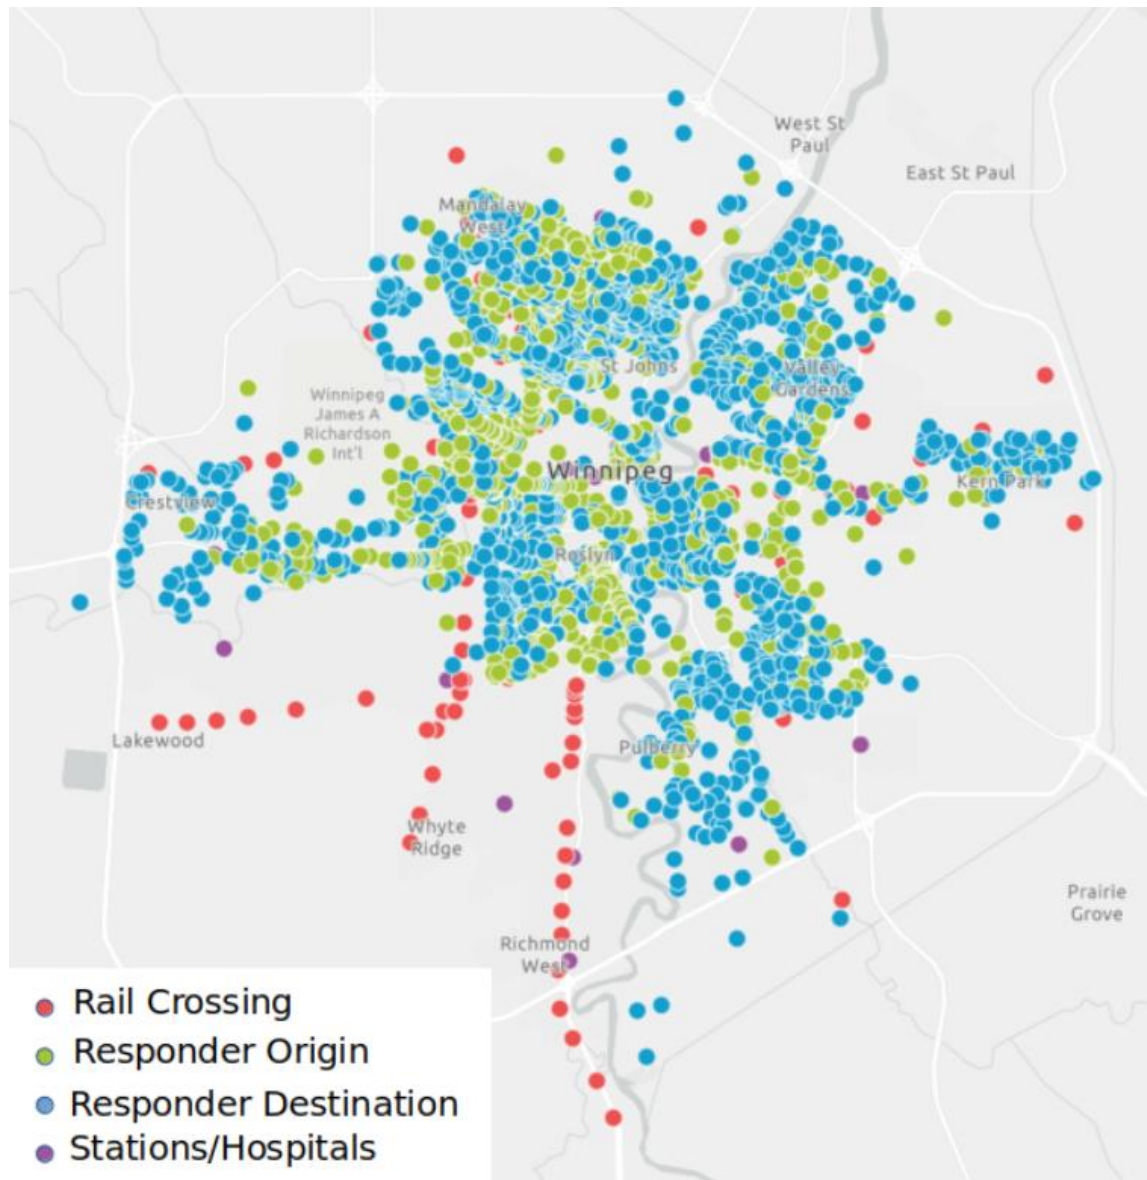 West St
Paul
East St Paul
Mandalay
West
St Johns
Valley
Gardens
Winnipeg
James A
Richardson
Int'l
Winnipeg
Crestview
Kern Park
Roslyn
Lakewood
Pulberry
Whyte
Ridge
Prairie
Grove
Richmond
West
Rail Crossing
Responder Origin
Responder Destination
Stations/Hospitals